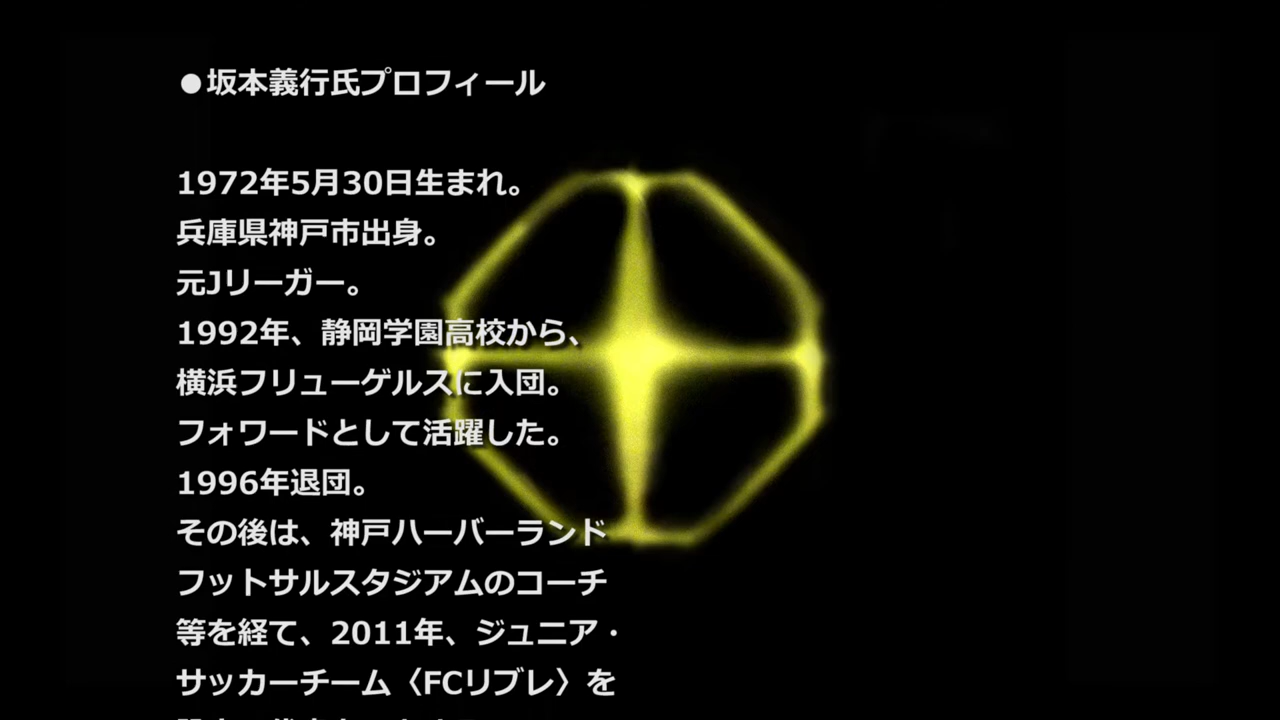 ●坂本義行氏プロフィール
1972年5月30日生まれ。
兵庫県神戸市出身。
元Jリーガー。
1992年、静岡学園高校から、
横浜フリューゲルスに入団。
フォワードとして活躍した。
1996年退団。
その後は、神戸ハーバーランド
フットサルスタジアムのコーチ
等を経て、2011年、ジュニア・
サッカーチーム〈FCリブレ〉を